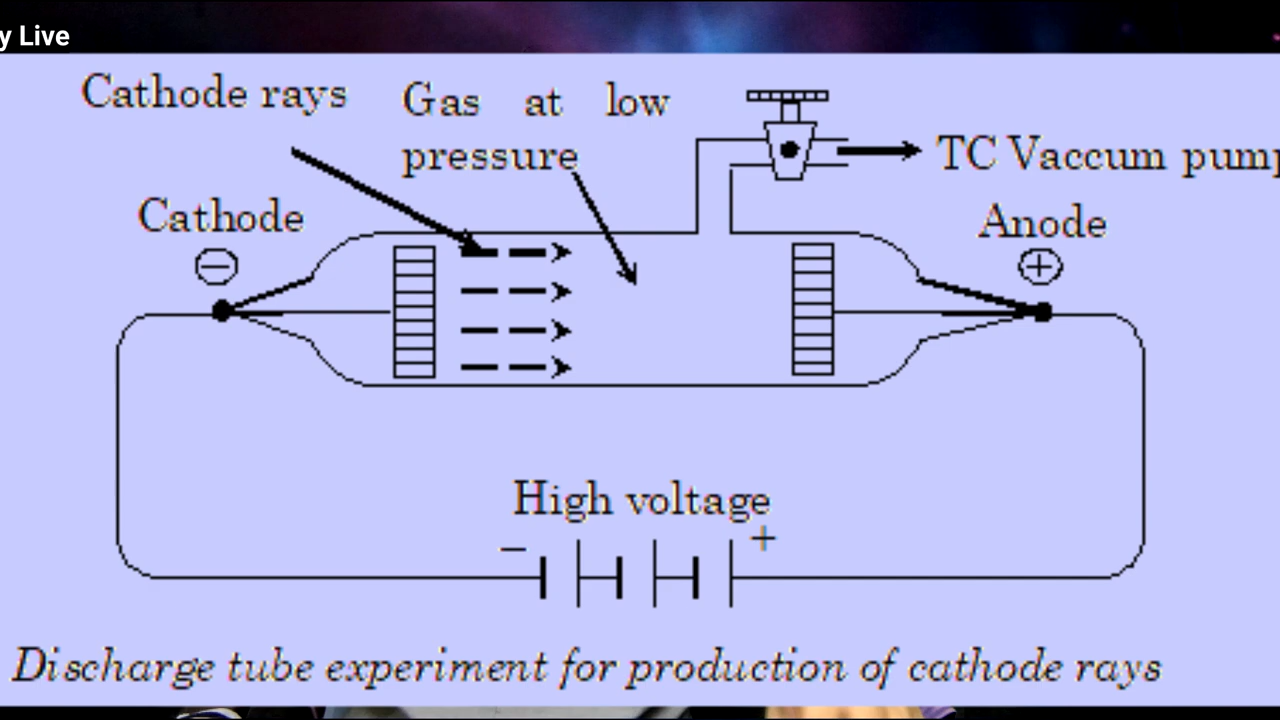 y Live
Cathode rays
Gas at low
pressure
TC Vaccum pump
Cathode
Anode
−
+
High voltage
−
+
Discharge tube experiment for production of cathode rays